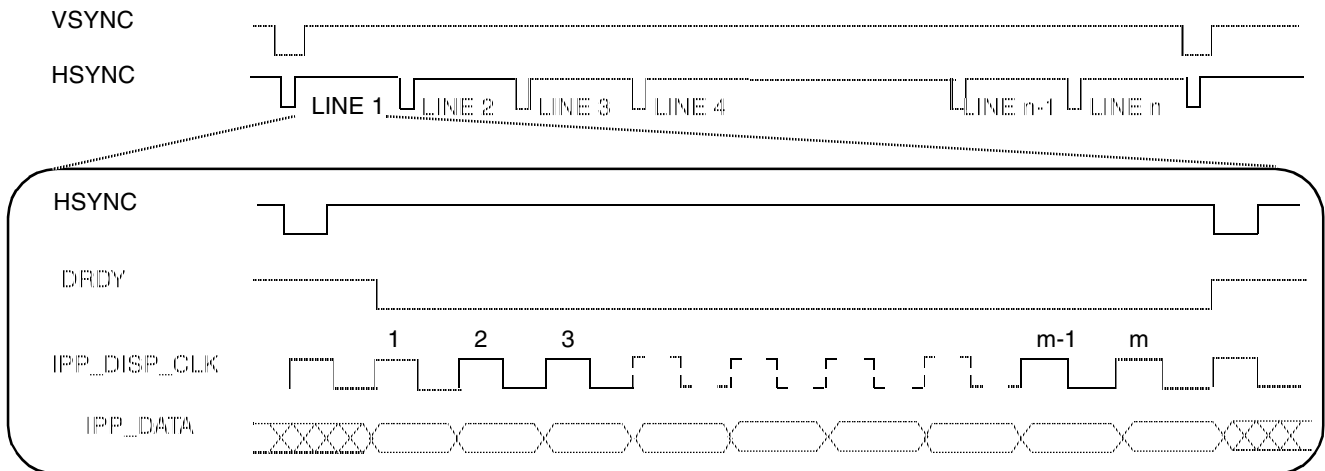 VSYNC
HSYNC
LINE 1 LINE 2 LINE 3 LINE 4 LINE n-1 LINE n
HSYNC
DRDY
1 2 3 m-1 m
IPP_DISP_CLK
IPP_DATA